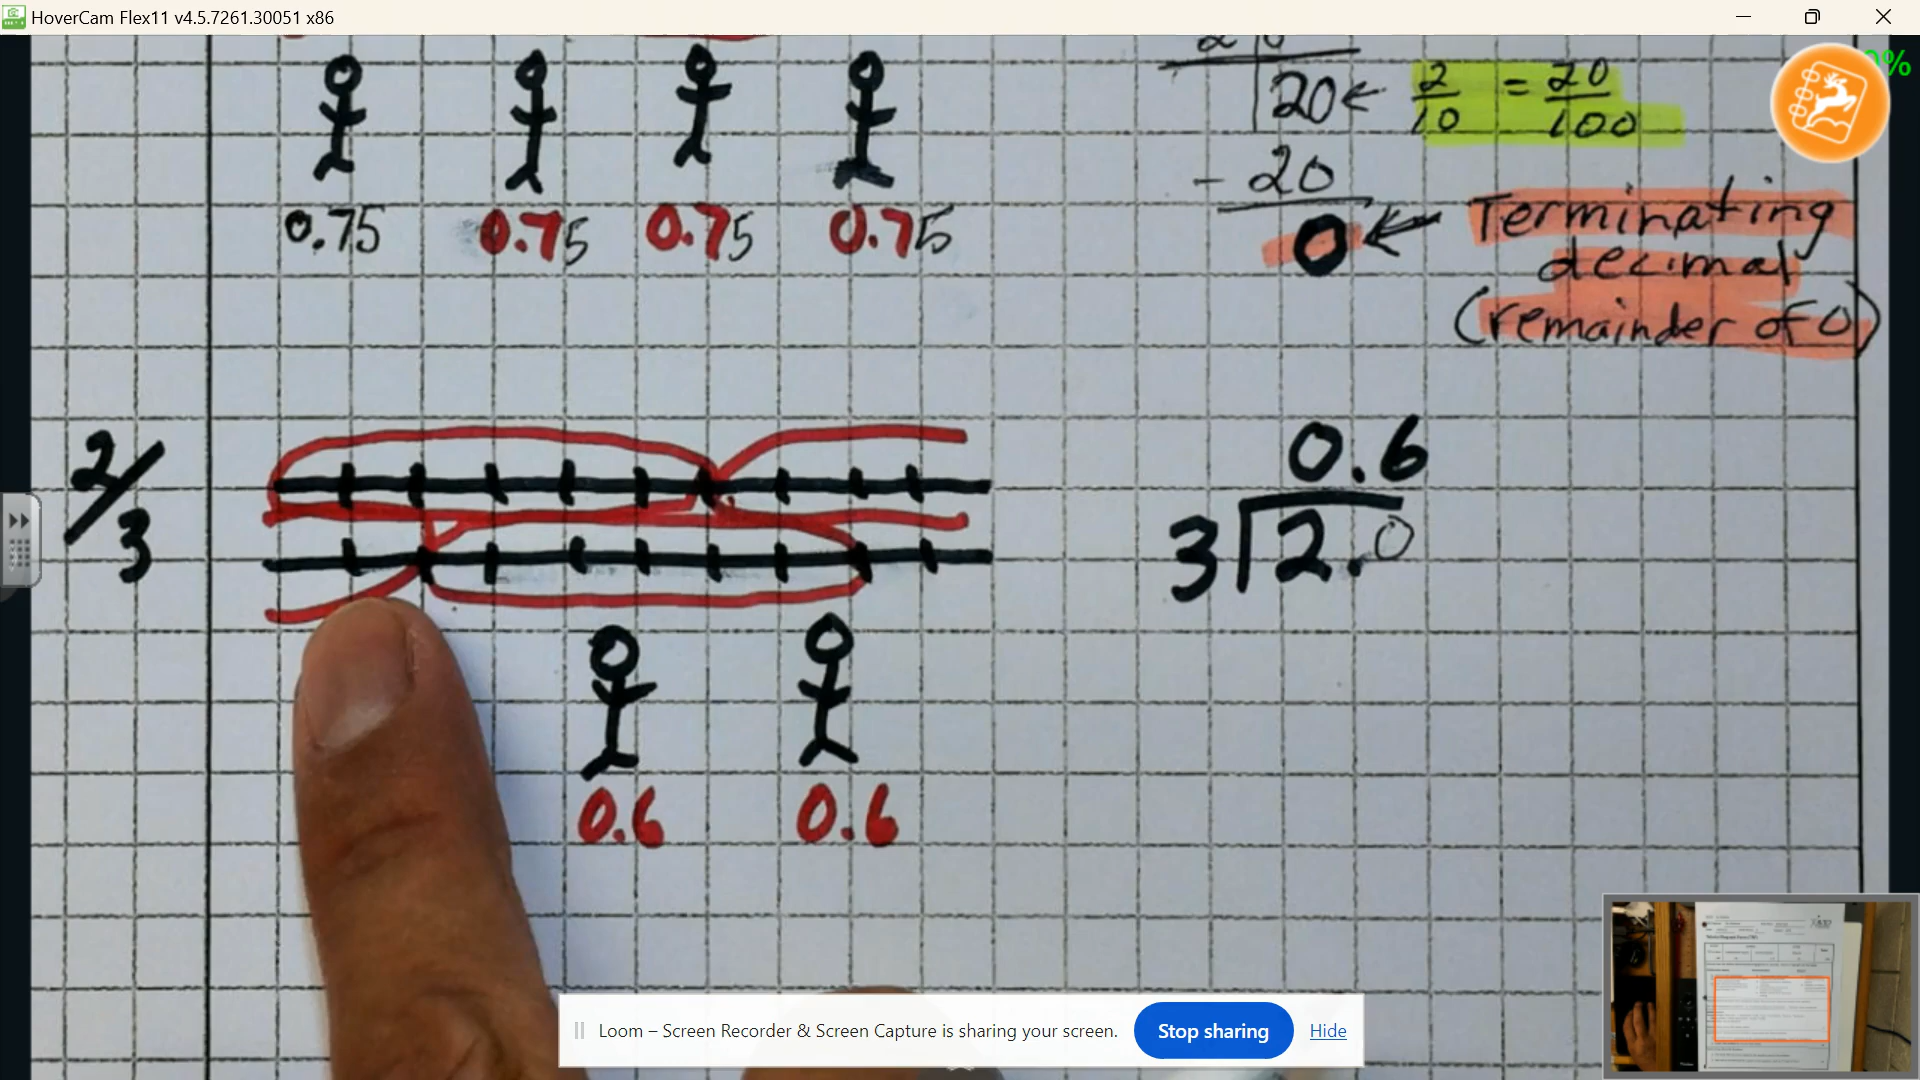 HoverCam Flex11 v4.5.7261.30051 x86
20 ← 2/10 = 20/100
- 20
0 ← Terminating
decimal
(remainder of 0)
0.75 0.75 0.75 0.75
2/3
0.6
3 2.0
0.6 0.6
Loom – Screen Recorder & Screen Capture is sharing your screen. Stop sharing Hide